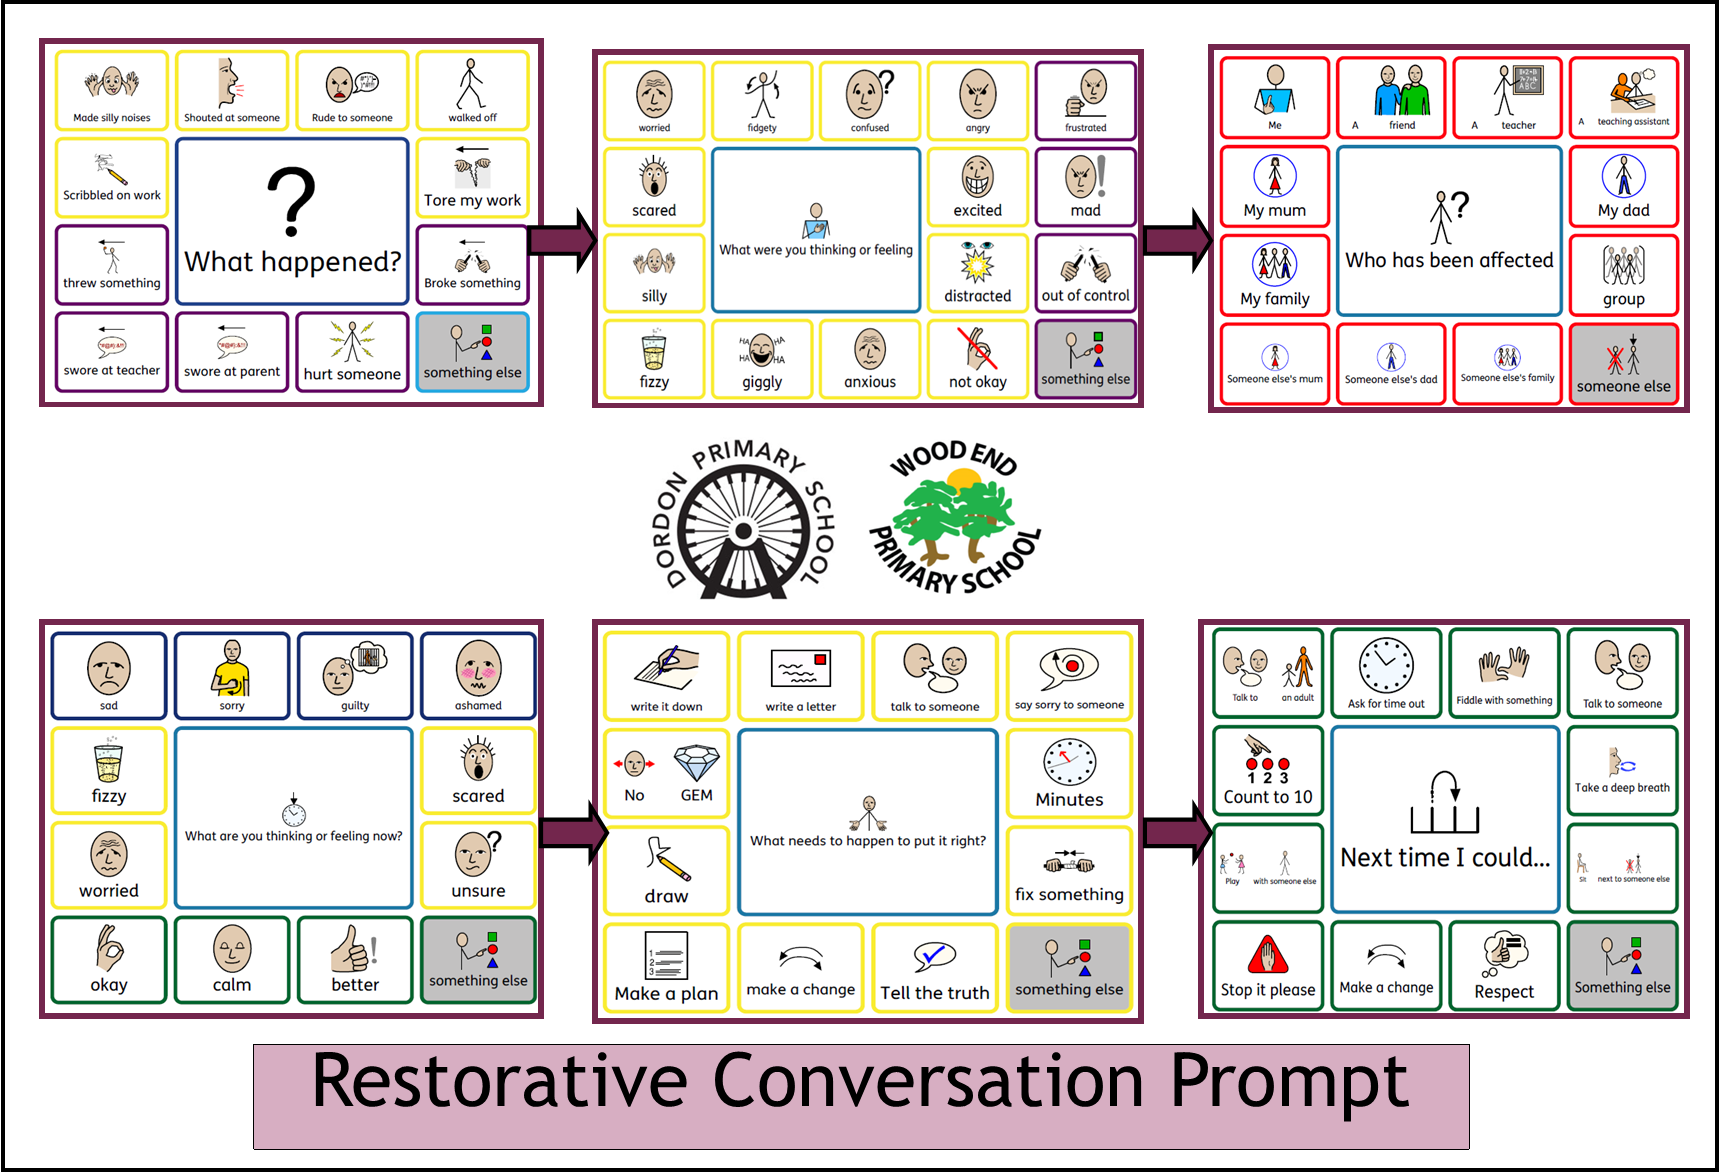 Made silly noises
Shouted at someone
Rude to someone
walked off
Scribbled on work
?
What happened?
Tore my work
threw something
Broke something
swore at teacher
swore at parent
hurt someone
something else
worried
fidgety
?
confused
angry
frustrated
scared
What were you thinking or feeling
excited
!
mad
silly
distracted
out of control
fizzy
HA HA
HA HA
giggly
anxious
not okay
something else
Me
A friend
A teacher
A teaching assistant
My mum
?
Who has been affected
My dad
My family
group
Someone else's mum
Someone else's dad
Someone else's family
someone else
DORDON PRIMARY SCHOOL
WOOD END
PRIMARY SCHOOL
sad
sorry
guilty
ashamed
fizzy
What are you thinking or feeling now?
scared
worried
?
unsure
okay
calm
!
better
something else
write it down
write a letter
talk to someone
say sorry to someone
No GEM
What needs to happen to put it right?
Minutes
draw
fix something
1
2
3
Make a plan
make a change
Tell the truth
something else
Talk to an adult
Ask for time out
Fiddle with something
Talk to someone
1 2 3
Count to 10
Next time I could...
Take a deep breath
Play with someone else
Sit next to someone else
Stop it please
Make a change
Respect
Something else
Restorative Conversation Prompt